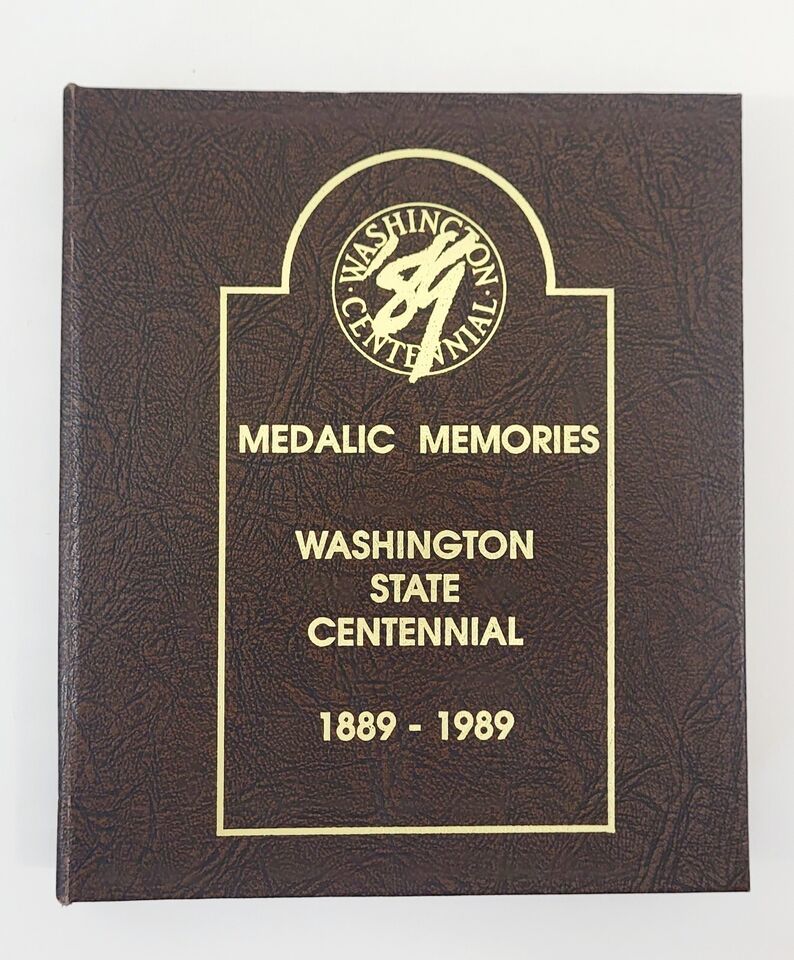 WASHINGTON
'89
CENTENNIAL
MEDALIC MEMORIES
WASHINGTON
STATE
CENTENNIAL
1889 - 1989